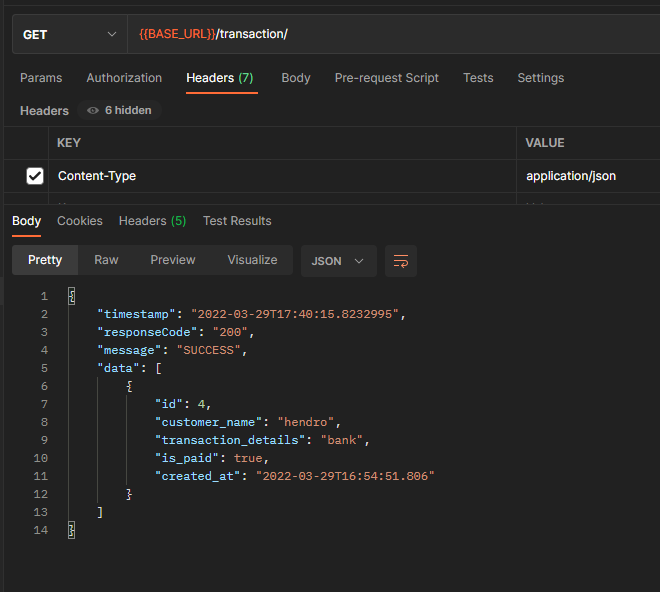 GET {{BASE_URL}}/transaction/
Params Authorization Headers (7) Body Pre-request Script Tests Settings
Headers 6 hidden
KEY VALUE
Content-Type application/json
Body Cookies Headers (5) Test Results
Pretty Raw Preview Visualize JSON
1 {
2 "timestamp": "2022-03-29T17:40:15.8232995",
3 "responseCode": "200",
4 "message": "SUCCESS",
5 "data": [
6 {
7 "id": 4,
8 "customer_name": "hendro",
9 "transaction_details": "bank",
10 "is_paid": true,
11 "created_at": "2022-03-29T16:54:51.806"
12 }
13 ]
14 }